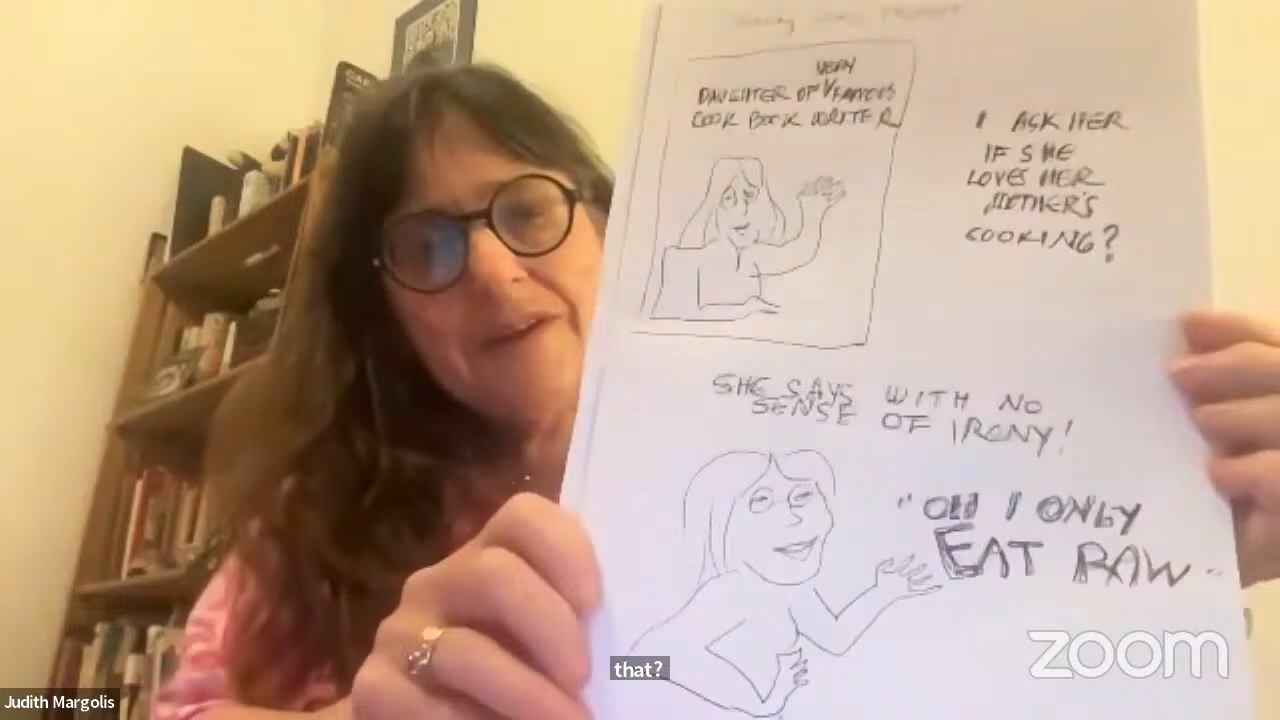 VERY
DAUGHTER OF V FAMOUS
COOK BOOK WRITER
I ASK HER
IF SHE
LOVES HER
MOTHER'S
COOKING?
SHE SAYS WITH NO
SENSE OF IRONY!
"OH I ONLY
EAT RAW"
that?
zoom
Judith Margolis